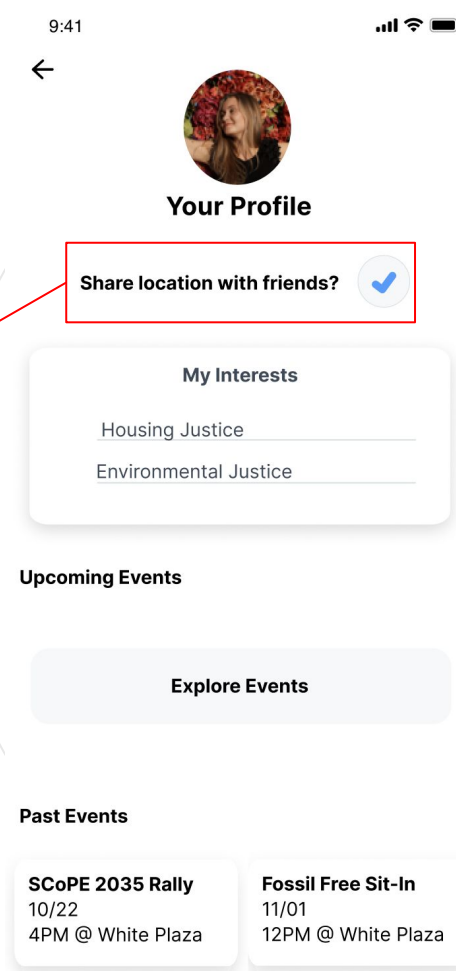 9:41
Your Profile
Share location with friends?
My Interests
Housing Justice
Environmental Justice
Upcoming Events
Explore Events
Past Events
SCoPE 2035 Rally
10/22
4PM @ White Plaza
Fossil Free Sit-In
11/01
12PM @ White Plaza